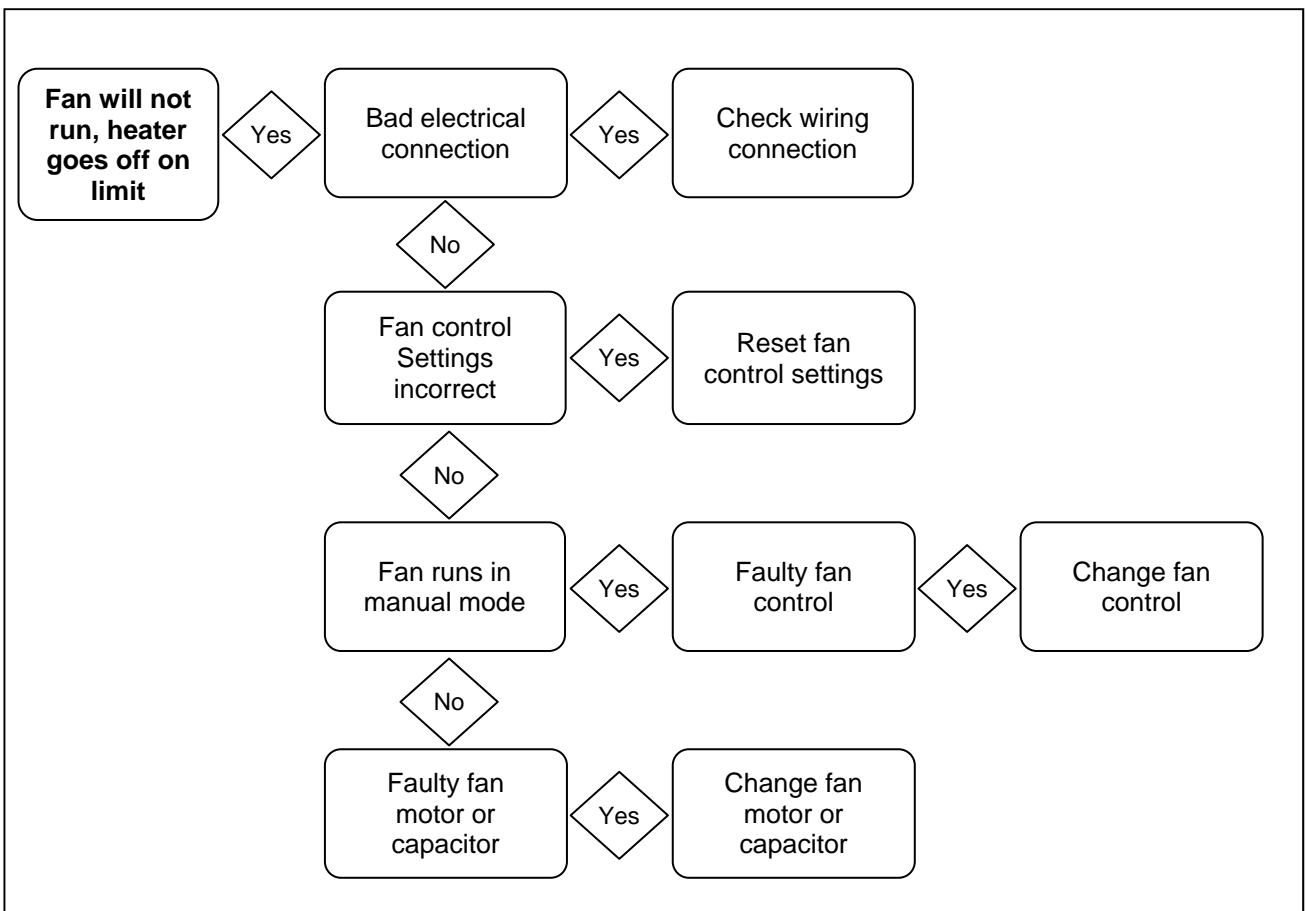 Fan will not
run, heater
goes off on
limit
Yes
Bad electrical
connection
Yes
Check wiring
connection
No
Fan control
Settings
incorrect
Yes
Reset fan
control settings
No
Fan runs in
manual mode
Yes
Faulty fan
control
Yes
Change fan
control
No
Faulty fan
motor or
capacitor
Yes
Change fan
motor or
capacitor